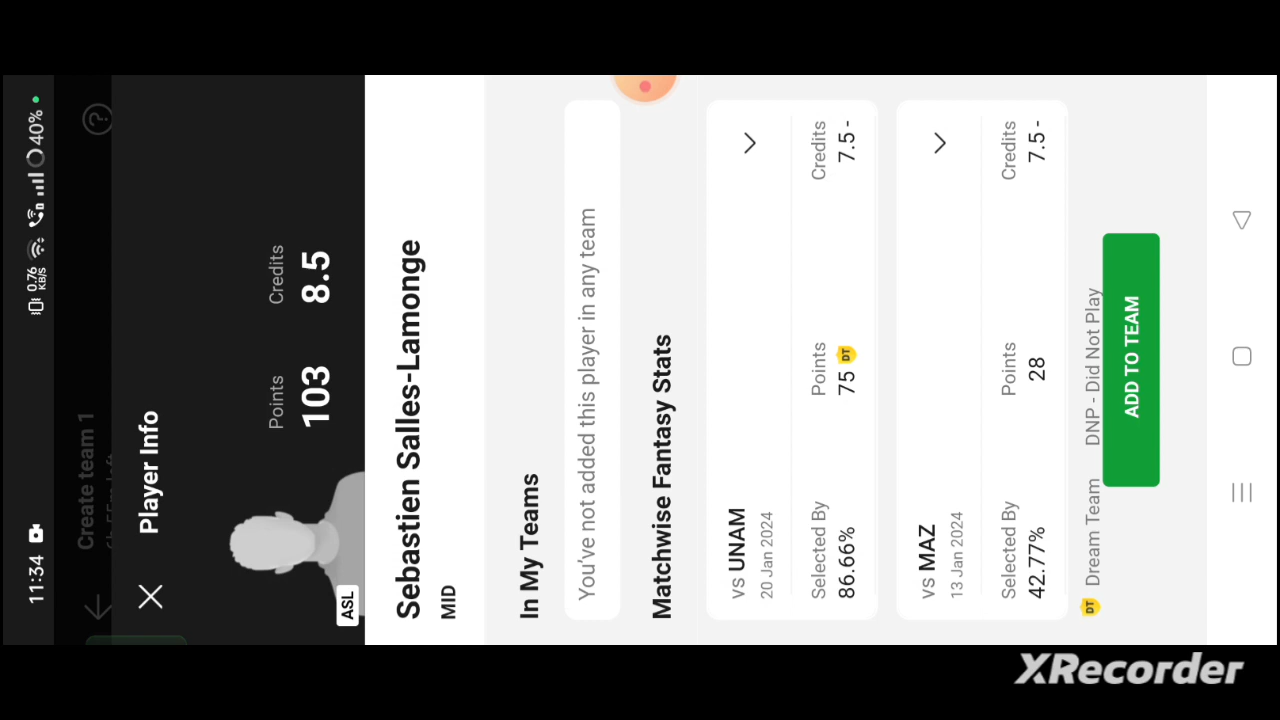 11:34
0.76
KB/S
40%
Create team 1
?
Player Info
Points
Credits
103
8.5
ASL
Sebastien Salles-Lamonge
MID
In My Teams
You've not added this player in any team
Matchwise Fantasy Stats
vs UNAM
20 Jan 2024
Selected By
Points
Credits
86.66%
75 DT
7.5 -
vs MAZ
13 Jan 2024
Selected By
Points
Credits
42.77%
28
7.5 -
DT Dream Team
DNP - Did Not Play
ADD TO TEAM
XRecorder